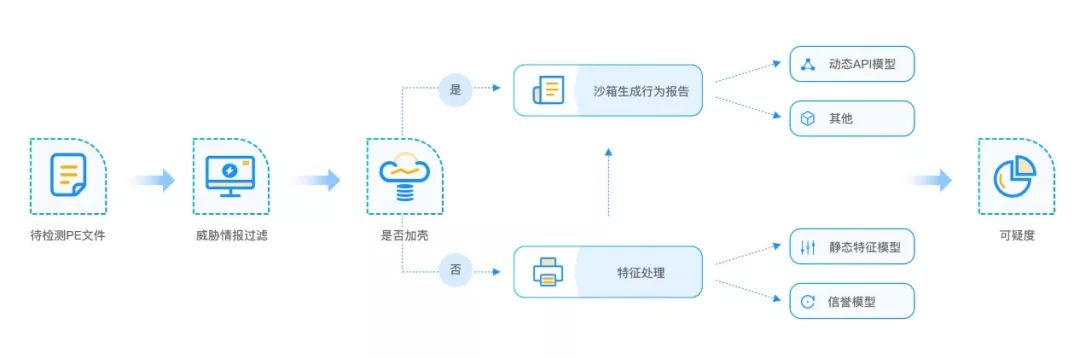 待检测PE文件
威胁情报过滤
是否加壳
是
沙箱生成行为报告
动态API模型
其他
否
特征处理
静态特征模型
信誉模型
可疑度